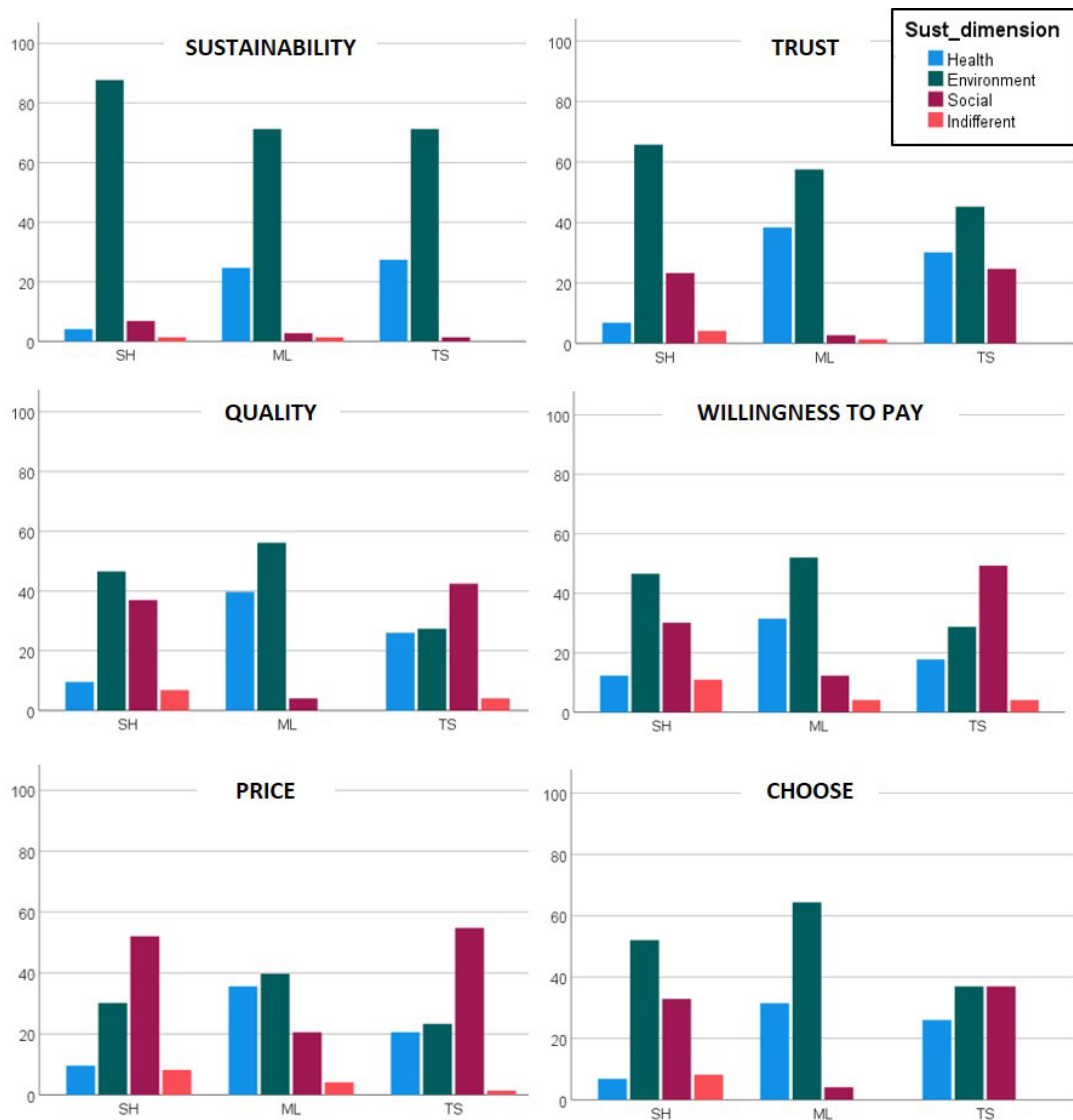 SUSTAINABILITY
100
80
60
40
20
0
SH ML TS
TRUST
100
80
60
40
20
0
SH ML TS
Sust_dimension
Health
Environment
Social
Indifferent
QUALITY
100
80
60
40
20
0
SH ML TS
WILLINGNESS TO PAY
100
80
60
40
20
0
SH ML TS
PRICE
100
80
60
40
20
0
SH ML TS
CHOOSE
100
80
60
40
20
0
SH ML TS